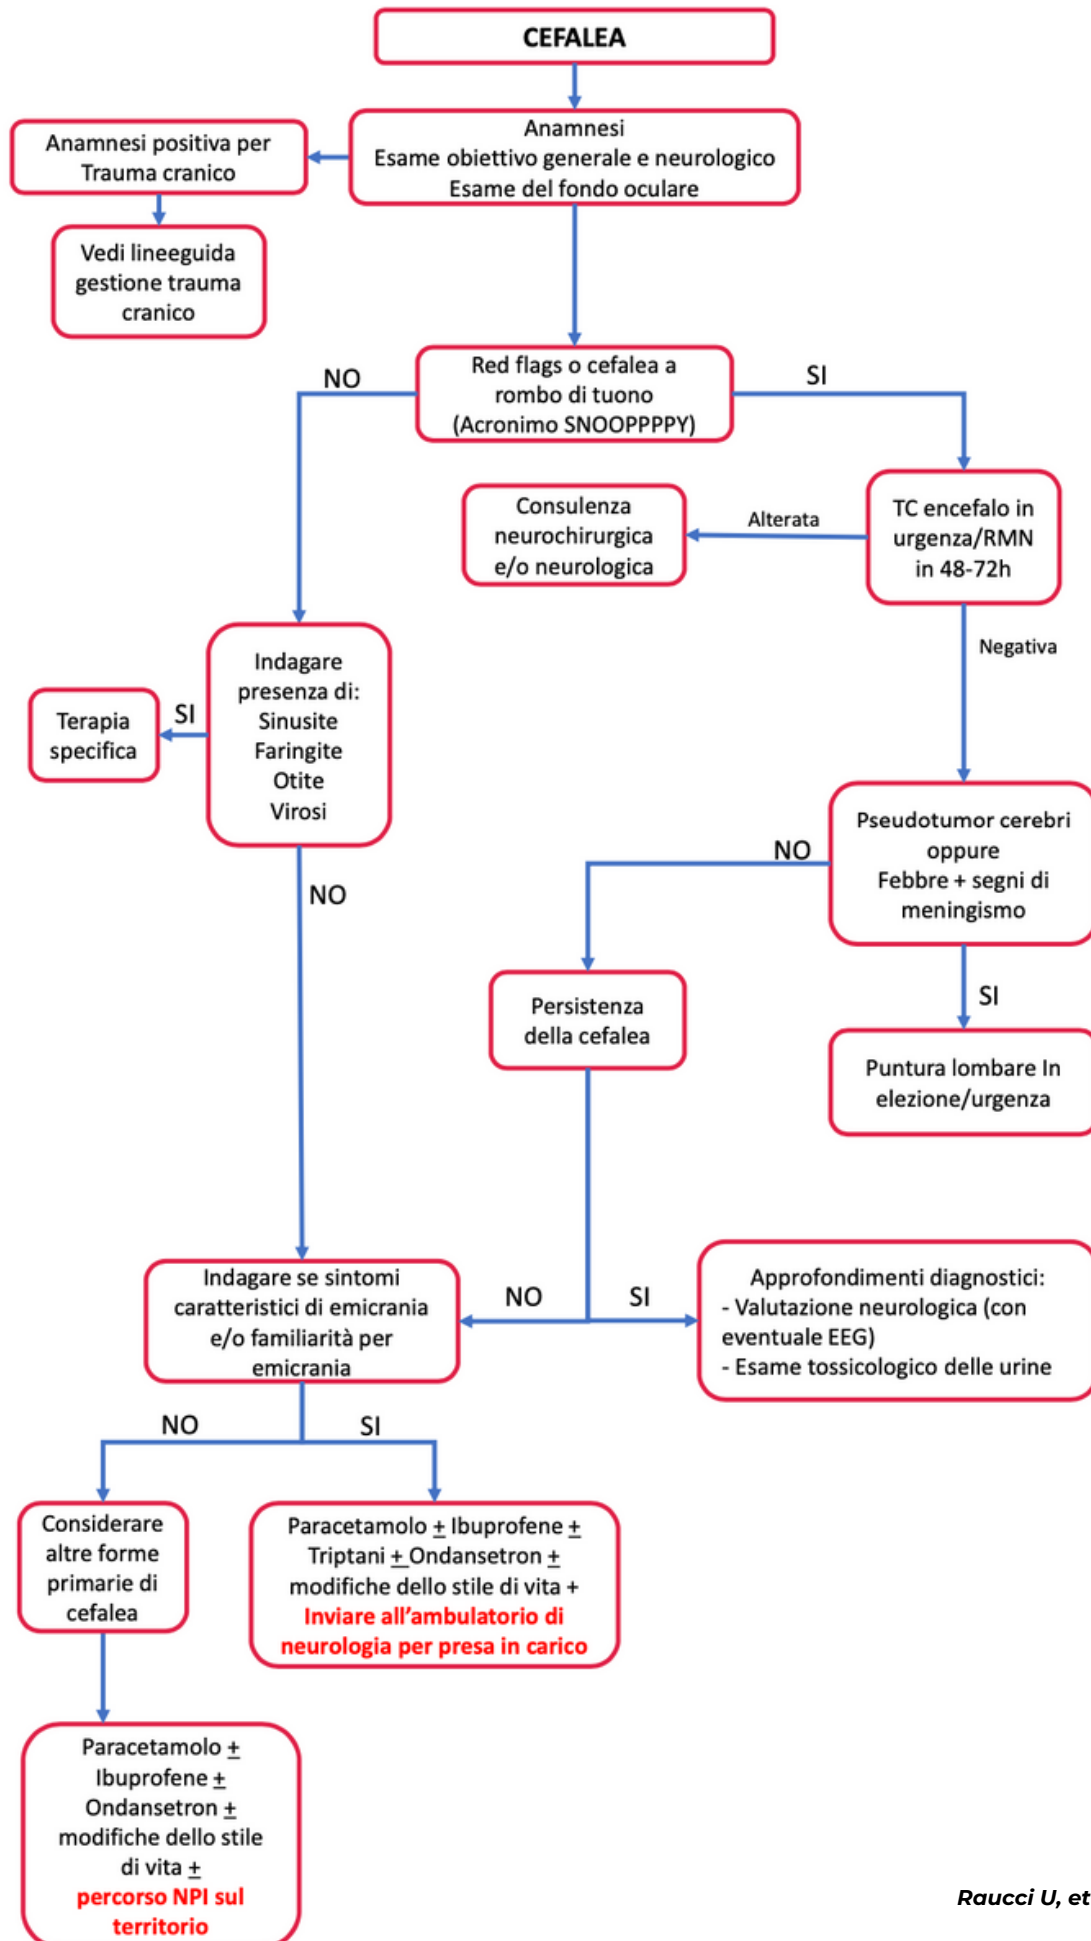 CEFALEA
Anamnesi
Esame obiettivo generale e neurologico
Esame del fondo oculare
Anamnesi positiva per
Trauma cranico
Vedi lineeguida
gestione trauma
cranico
Red flags o cefalea a
rombo di tuono
(Acronimo SNOOPPPPY)
NO
SI
TC encefalo in
urgenza/RMN
in 48-72h
Alterata
Consulenza
neurochirurgica
e/o neurologica
Negativa
Indagare
presenza di:
Sinusite
Faringite
Otite
Virosi
SI
Terapia
specifica
NO
Pseudotumor cerebri
oppure
Febbre + segni di
meningismo
NO
SI
Persistenza
della cefalea
Puntura lombare In
elezione/urgenza
Indagare se sintomi
caratteristici di emicrania
e/o familiarità per
emicrania
NO
SI
Approfondimenti diagnostici:
- Valutazione neurologica (con
eventuale EEG)
- Esame tossicologico delle urine
NO
SI
Considerare
altre forme
primarie di
cefalea
Paracetamolo ± Ibuprofene ±
Triptani ± Ondansetron ±
modifiche dello stile di vita +
Inviare all'ambulatorio di
neurologia per presa in carico
Paracetamolo ±
Ibuprofene ±
Ondansetron ±
modifiche dello stile
di vita ±
percorso NPI sul
territorio
Raucci U, et